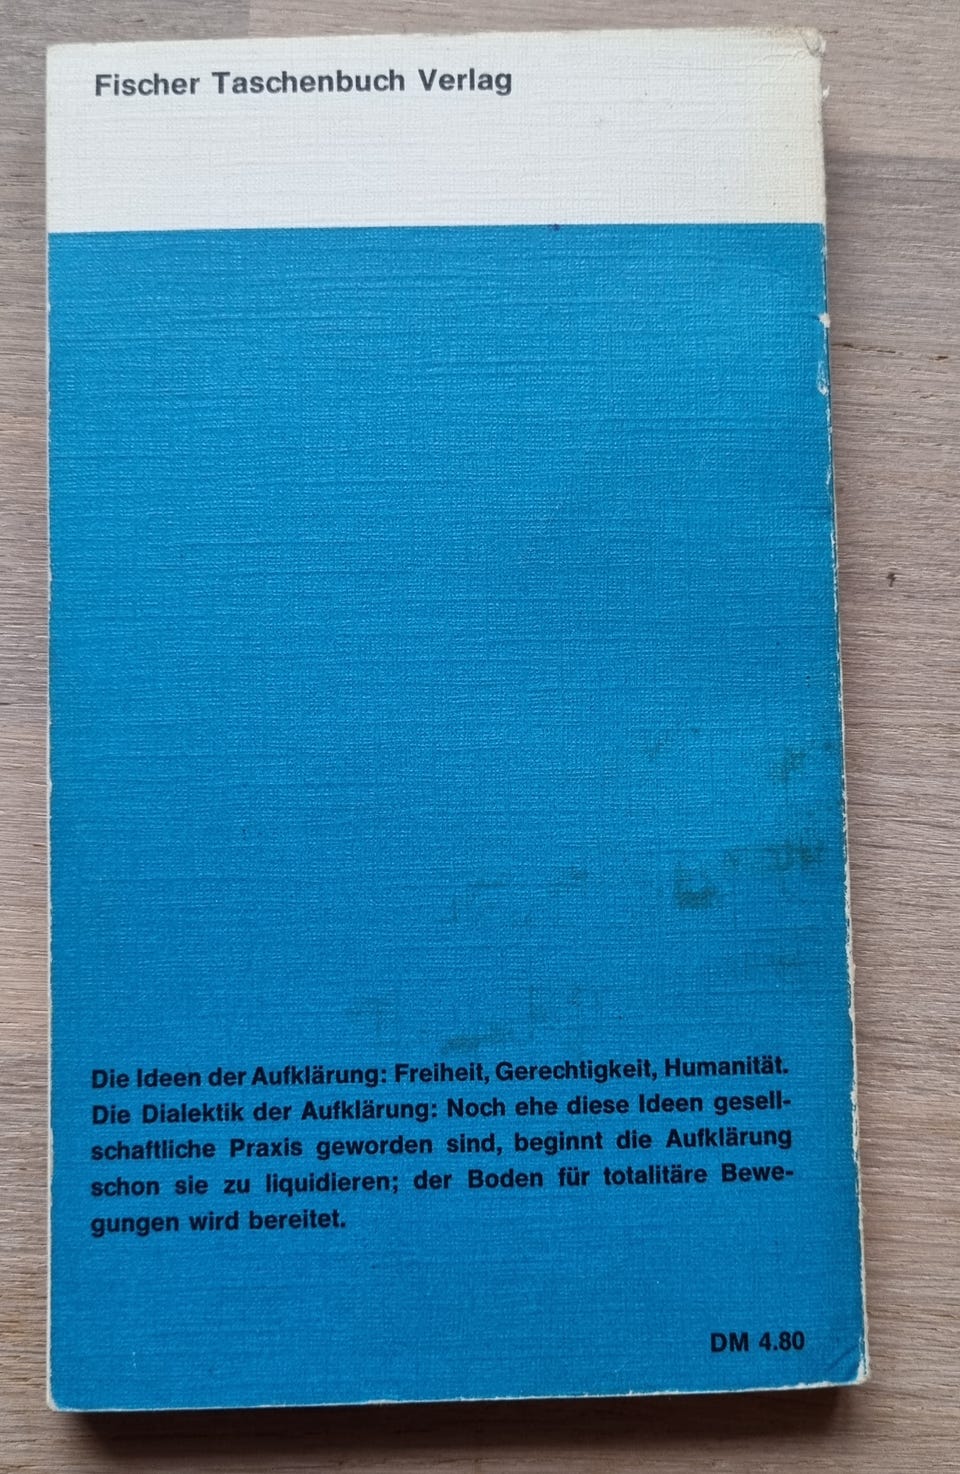 Fischer Taschenbuch Verlag
Die Ideen der Aufklärung: Freiheit, Gerechtigkeit, Humanität.
Die Dialektik der Aufklärung: Noch ehe diese Ideen gesell-
schaftliche Praxis geworden sind, beginnt die Aufklärung
schon sie zu liquidieren; der Boden für totalitäre Bewe-
gungen wird bereitet.
DM 4.80